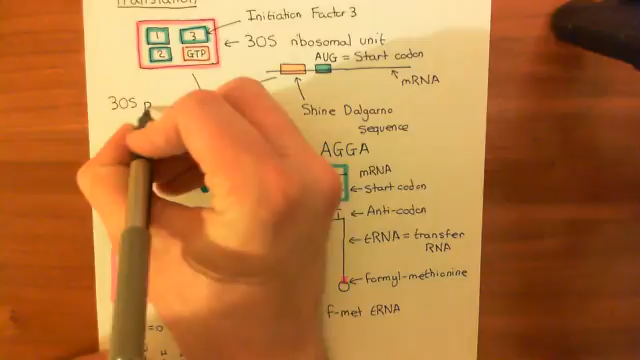 Translation
Initiation Factor 3
1 3
2 GTP
30S ribosomal unit
AUG = Start codon
mRNA
30S
Shine Dalgarno
sequence
AGGA
mRNA
Start codon
Anti-codon
tRNA = transfer
RNA
formyl-methionine
f-met tRNA